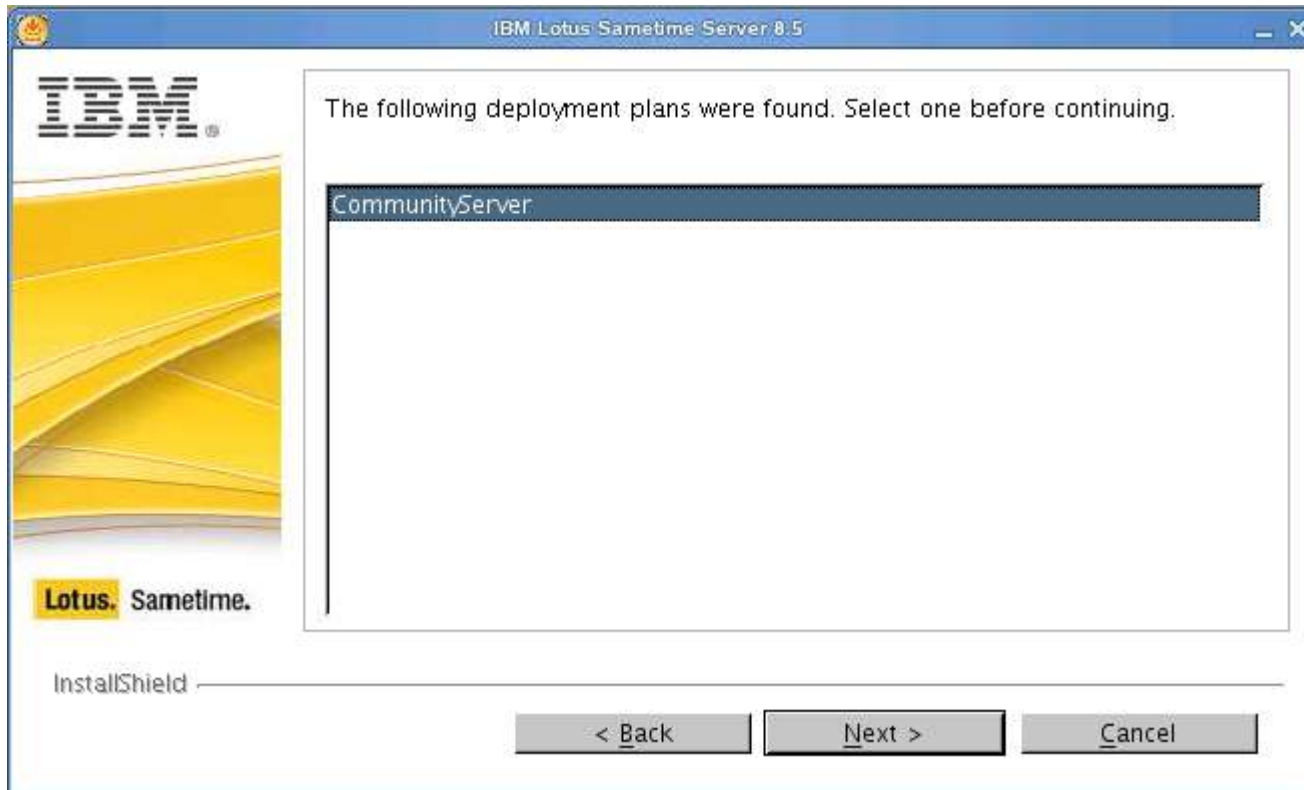 IBM Lotus Sametime Server 8.5
IBM®
The following deployment plans were found. Select one before continuing.
CommunityServer
Lotus. Sametime.
InstallShield
< Back
Next >
Cancel